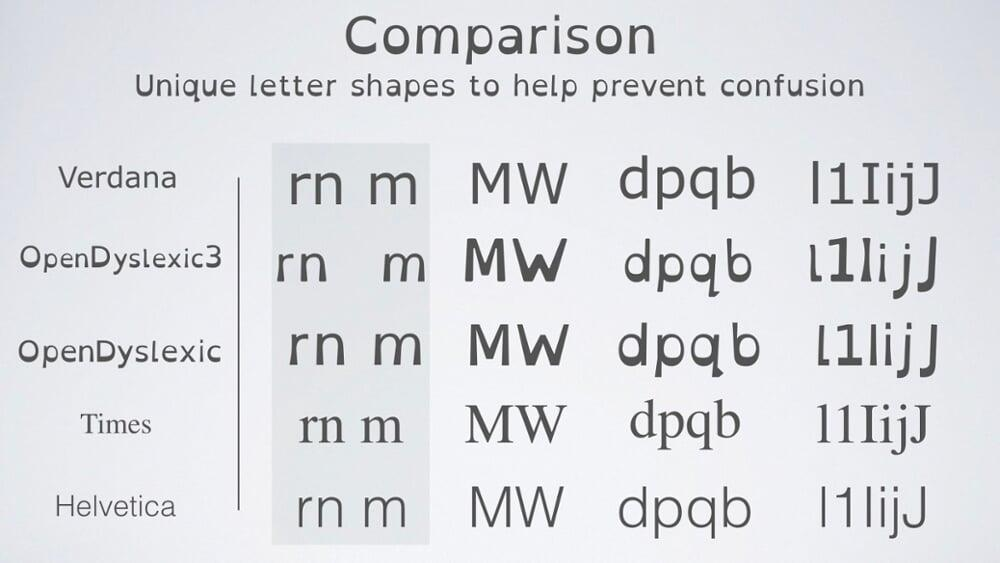 Comparison
Unique letter shapes to help prevent confusion
Verdana rn m MW dpqb l1IijJ
OpenDyslexic3 rn m MW dpqb l1IijJ
OpenDyslexic rn m MW dpqb l1IijJ
Times rn m MW dpqb l1IijJ
Helvetica rn m MW dpqb l1IijJ